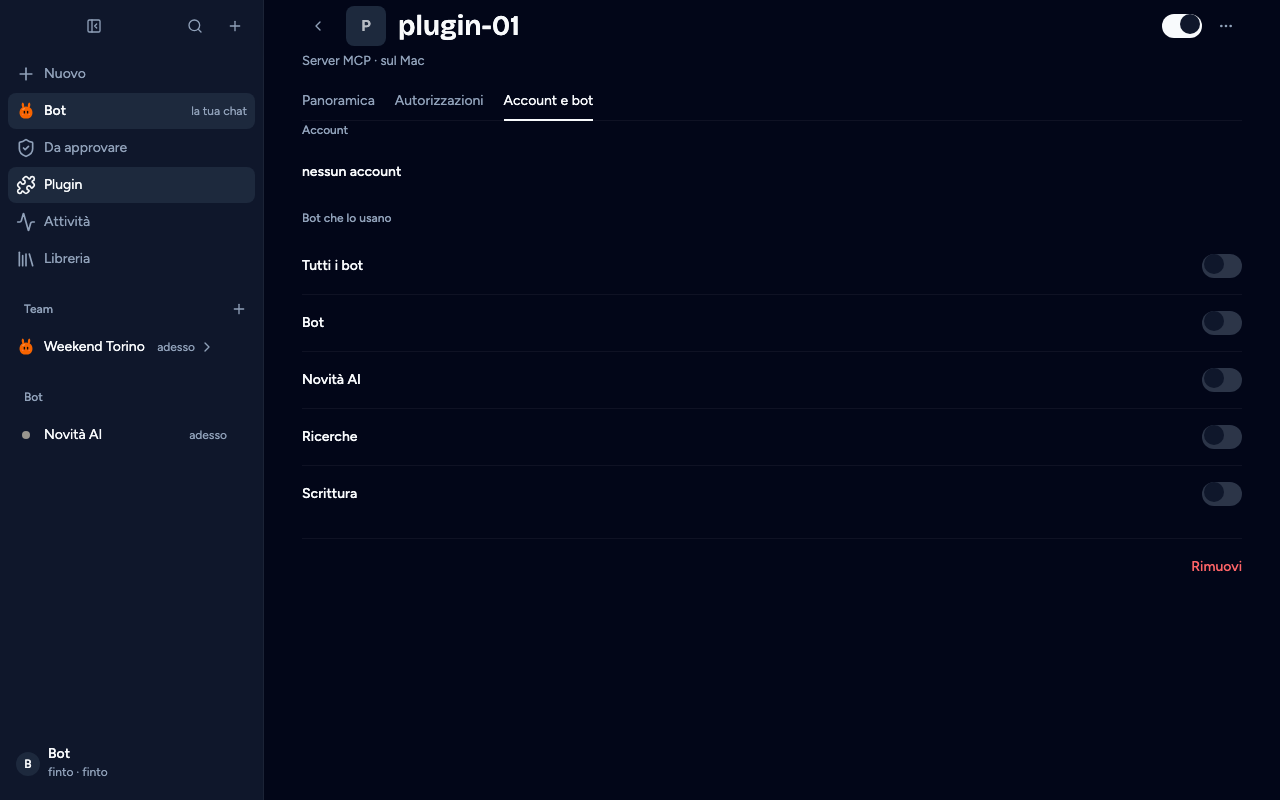 Nuovo
Bot
la tua chat
Da approvare
Plugin
Attività
Libreria
Team
Weekend Torino
adesso
Bot
Novità AI
adesso
B
Bot
finto · finto
P
plugin-01
Server MCP · sul Mac
Panoramica
Autorizzazioni
Account e bot
Account
nessun account
Bot che lo usano
Tutti i bot
Bot
Novità AI
Ricerche
Scrittura
Rimuovi